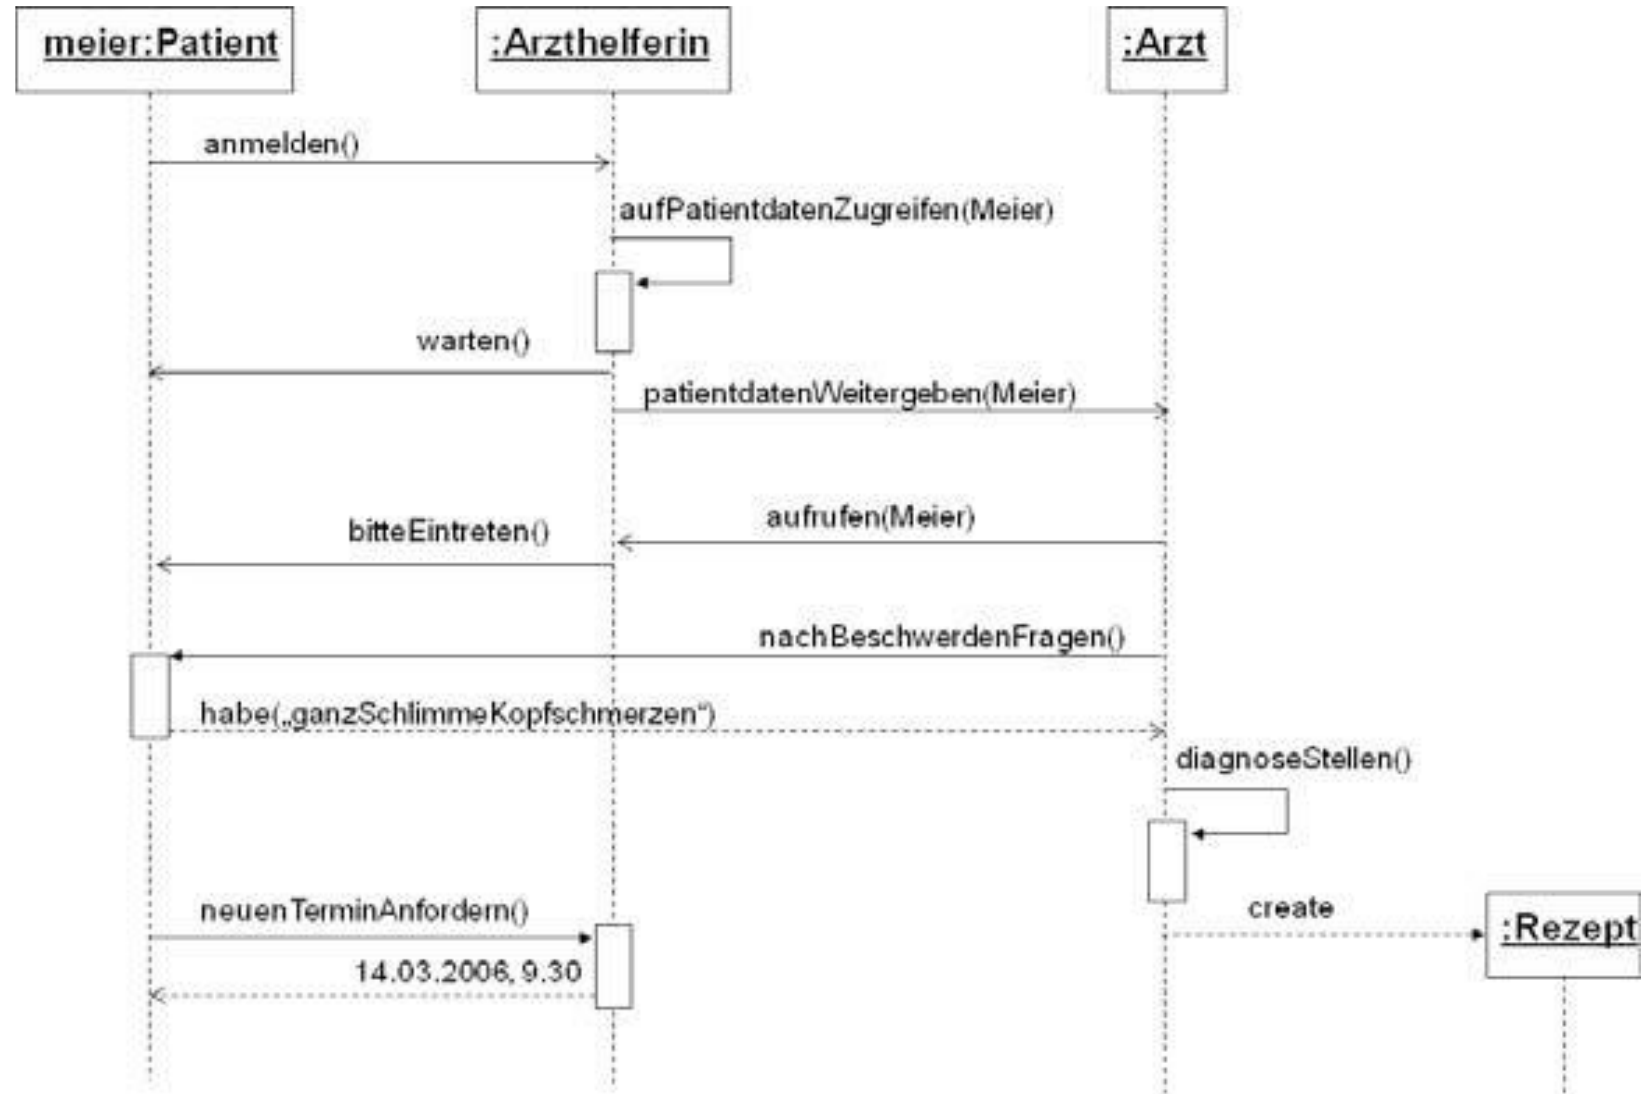 meier:Patient
:Arzthelferin
:Arzt
anmelden()
aufPatientdatenZugreifen(Meier)
warten()
patientdatenWeitergeben(Meier)
aufrufen(Meier)
bitteEintreten()
nachBeschwerdenFragen()
habe(„ganzSchlimmeKopfschmerzen“)
diagnoseStellen()
neuenTerminAnfordern()
create
:Rezept
14.03.2006, 9.30